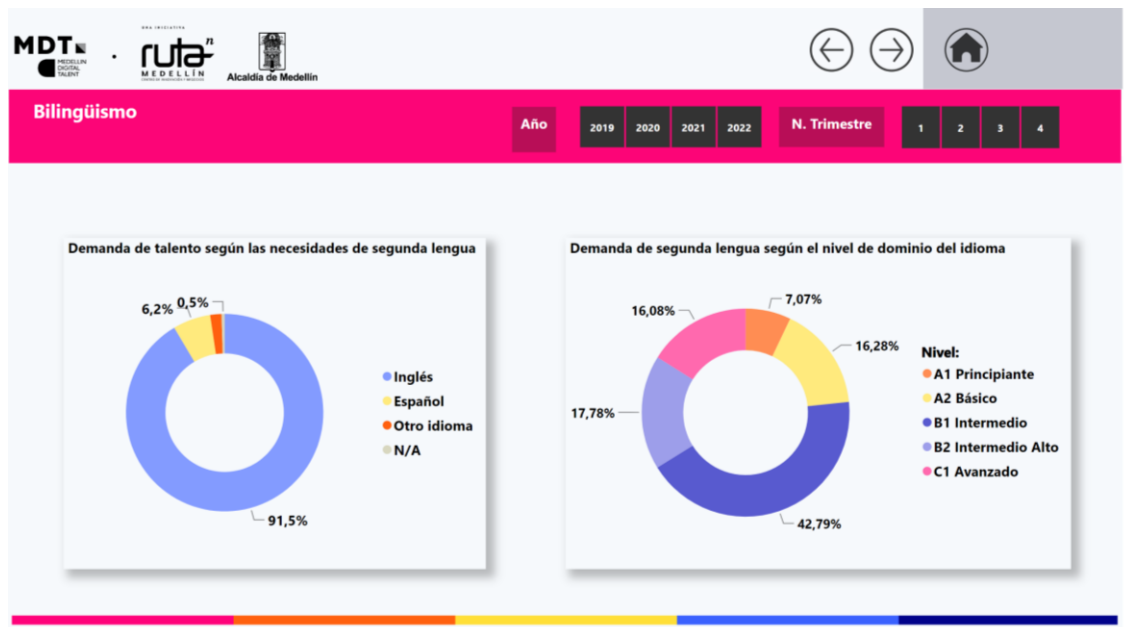 UNA INICIATIVA
MDT
MEDELLIN
DIGITAL
TALENT
ruta n
MEDELLÍN
Alcaldía de Medellín
Bilingüismo
Año
2019 2020 2021 2022
N. Trimestre
1 2 3 4
Demanda de talento según las necesidades de segunda lengua
6,2% 0,5%
91,5%
Inglés
Español
Otro idioma
N/A
Demanda de segunda lengua según el nivel de dominio del idioma
7,07%
16,08%
16,28%
17,78%
42,79%
Nivel:
A1 Principiante
A2 Básico
B1 Intermedio
B2 Intermedio Alto
C1 Avanzado